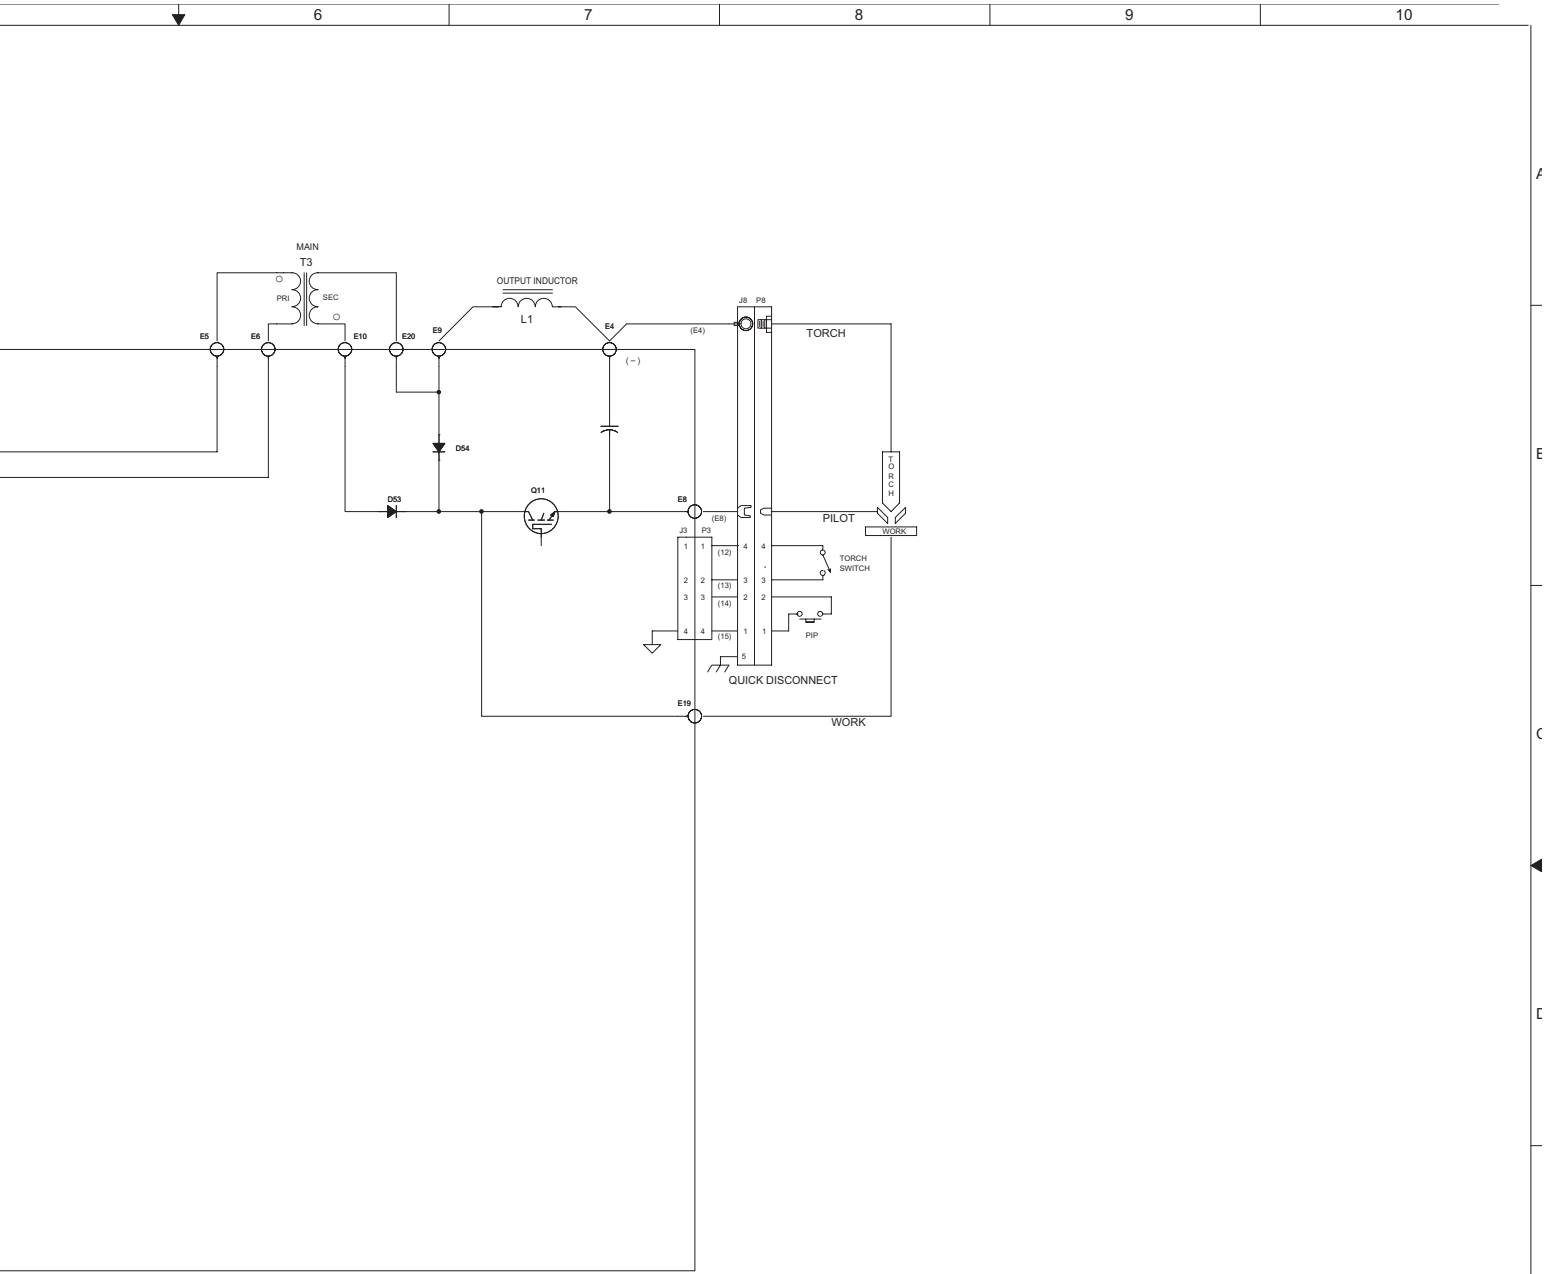 6 7 8 9 10
A
MAIN
T3
PRI SEC
OUTPUT INDUCTOR
L1
J8 P8
E5 E6 E10 E20 E9 E4 (E4) TORCH
( – )
D54
TORCH
D53 Q11 E8 (E8) PILOT
WORK
J3 P3
1 1 (12) 4 4
TORCH
SWITCH
2 2 (13) 3 3
3 3 (14) 2 2
4 4 (15) 1 1 PIP
5
QUICK DISCONNECT
E19 WORK